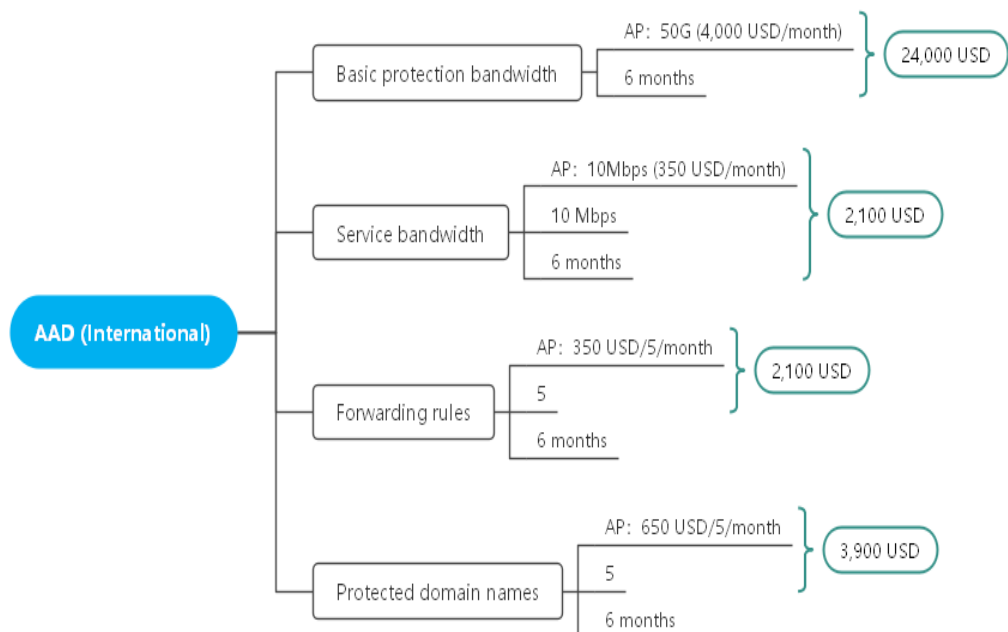 AP: 50G (4,000 USD/month)
24,000 USD
Basic protection bandwidth
6 months
AP: 10Mbps (350 USD/month)
10 Mbps
2,100 USD
Service bandwidth
6 months
AAD (International)
AP: 350 USD/5/month
2,100 USD
5
Forwarding rules
6 months
AP: 650 USD/5/month
3,900 USD
5
Protected domain names
6 months